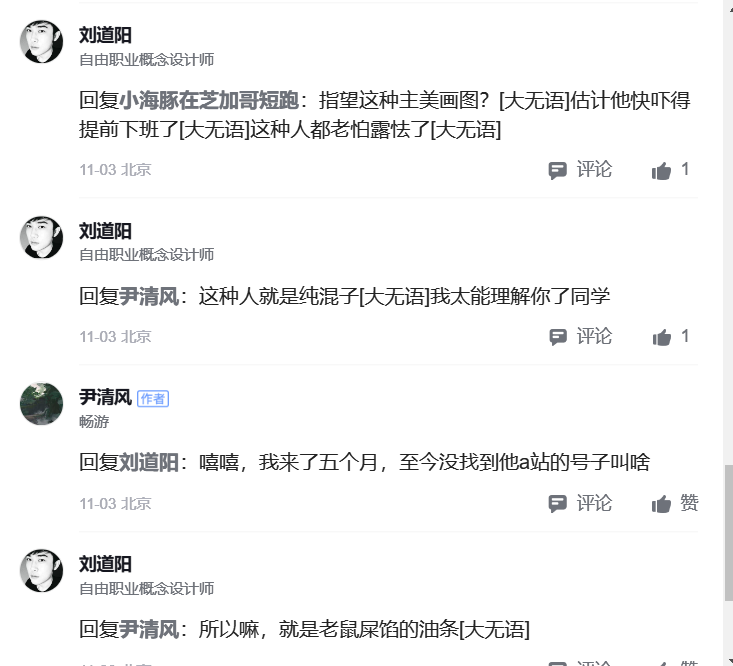 刘道阳
自由职业概念设计师
回复小海豚在芝加哥短跑：指望这种主美画图？[大无语]估计他快吓得
提前下班了[大无语]这种人都老怕露怯了[大无语]
11-03 北京 评论 1
刘道阳
自由职业概念设计师
回复尹清风：这种人就是纯混子[大无语]我太能理解你了同学
11-03 北京 评论 1
尹清风 作者
畅游
回复刘道阳：嘻嘻，我来了五个月，至今没找到他a站的号子叫啥
11-03 北京 评论 赞
刘道阳
自由职业概念设计师
回复尹清风：所以嘛，就是老鼠屎馅的油条[大无语]